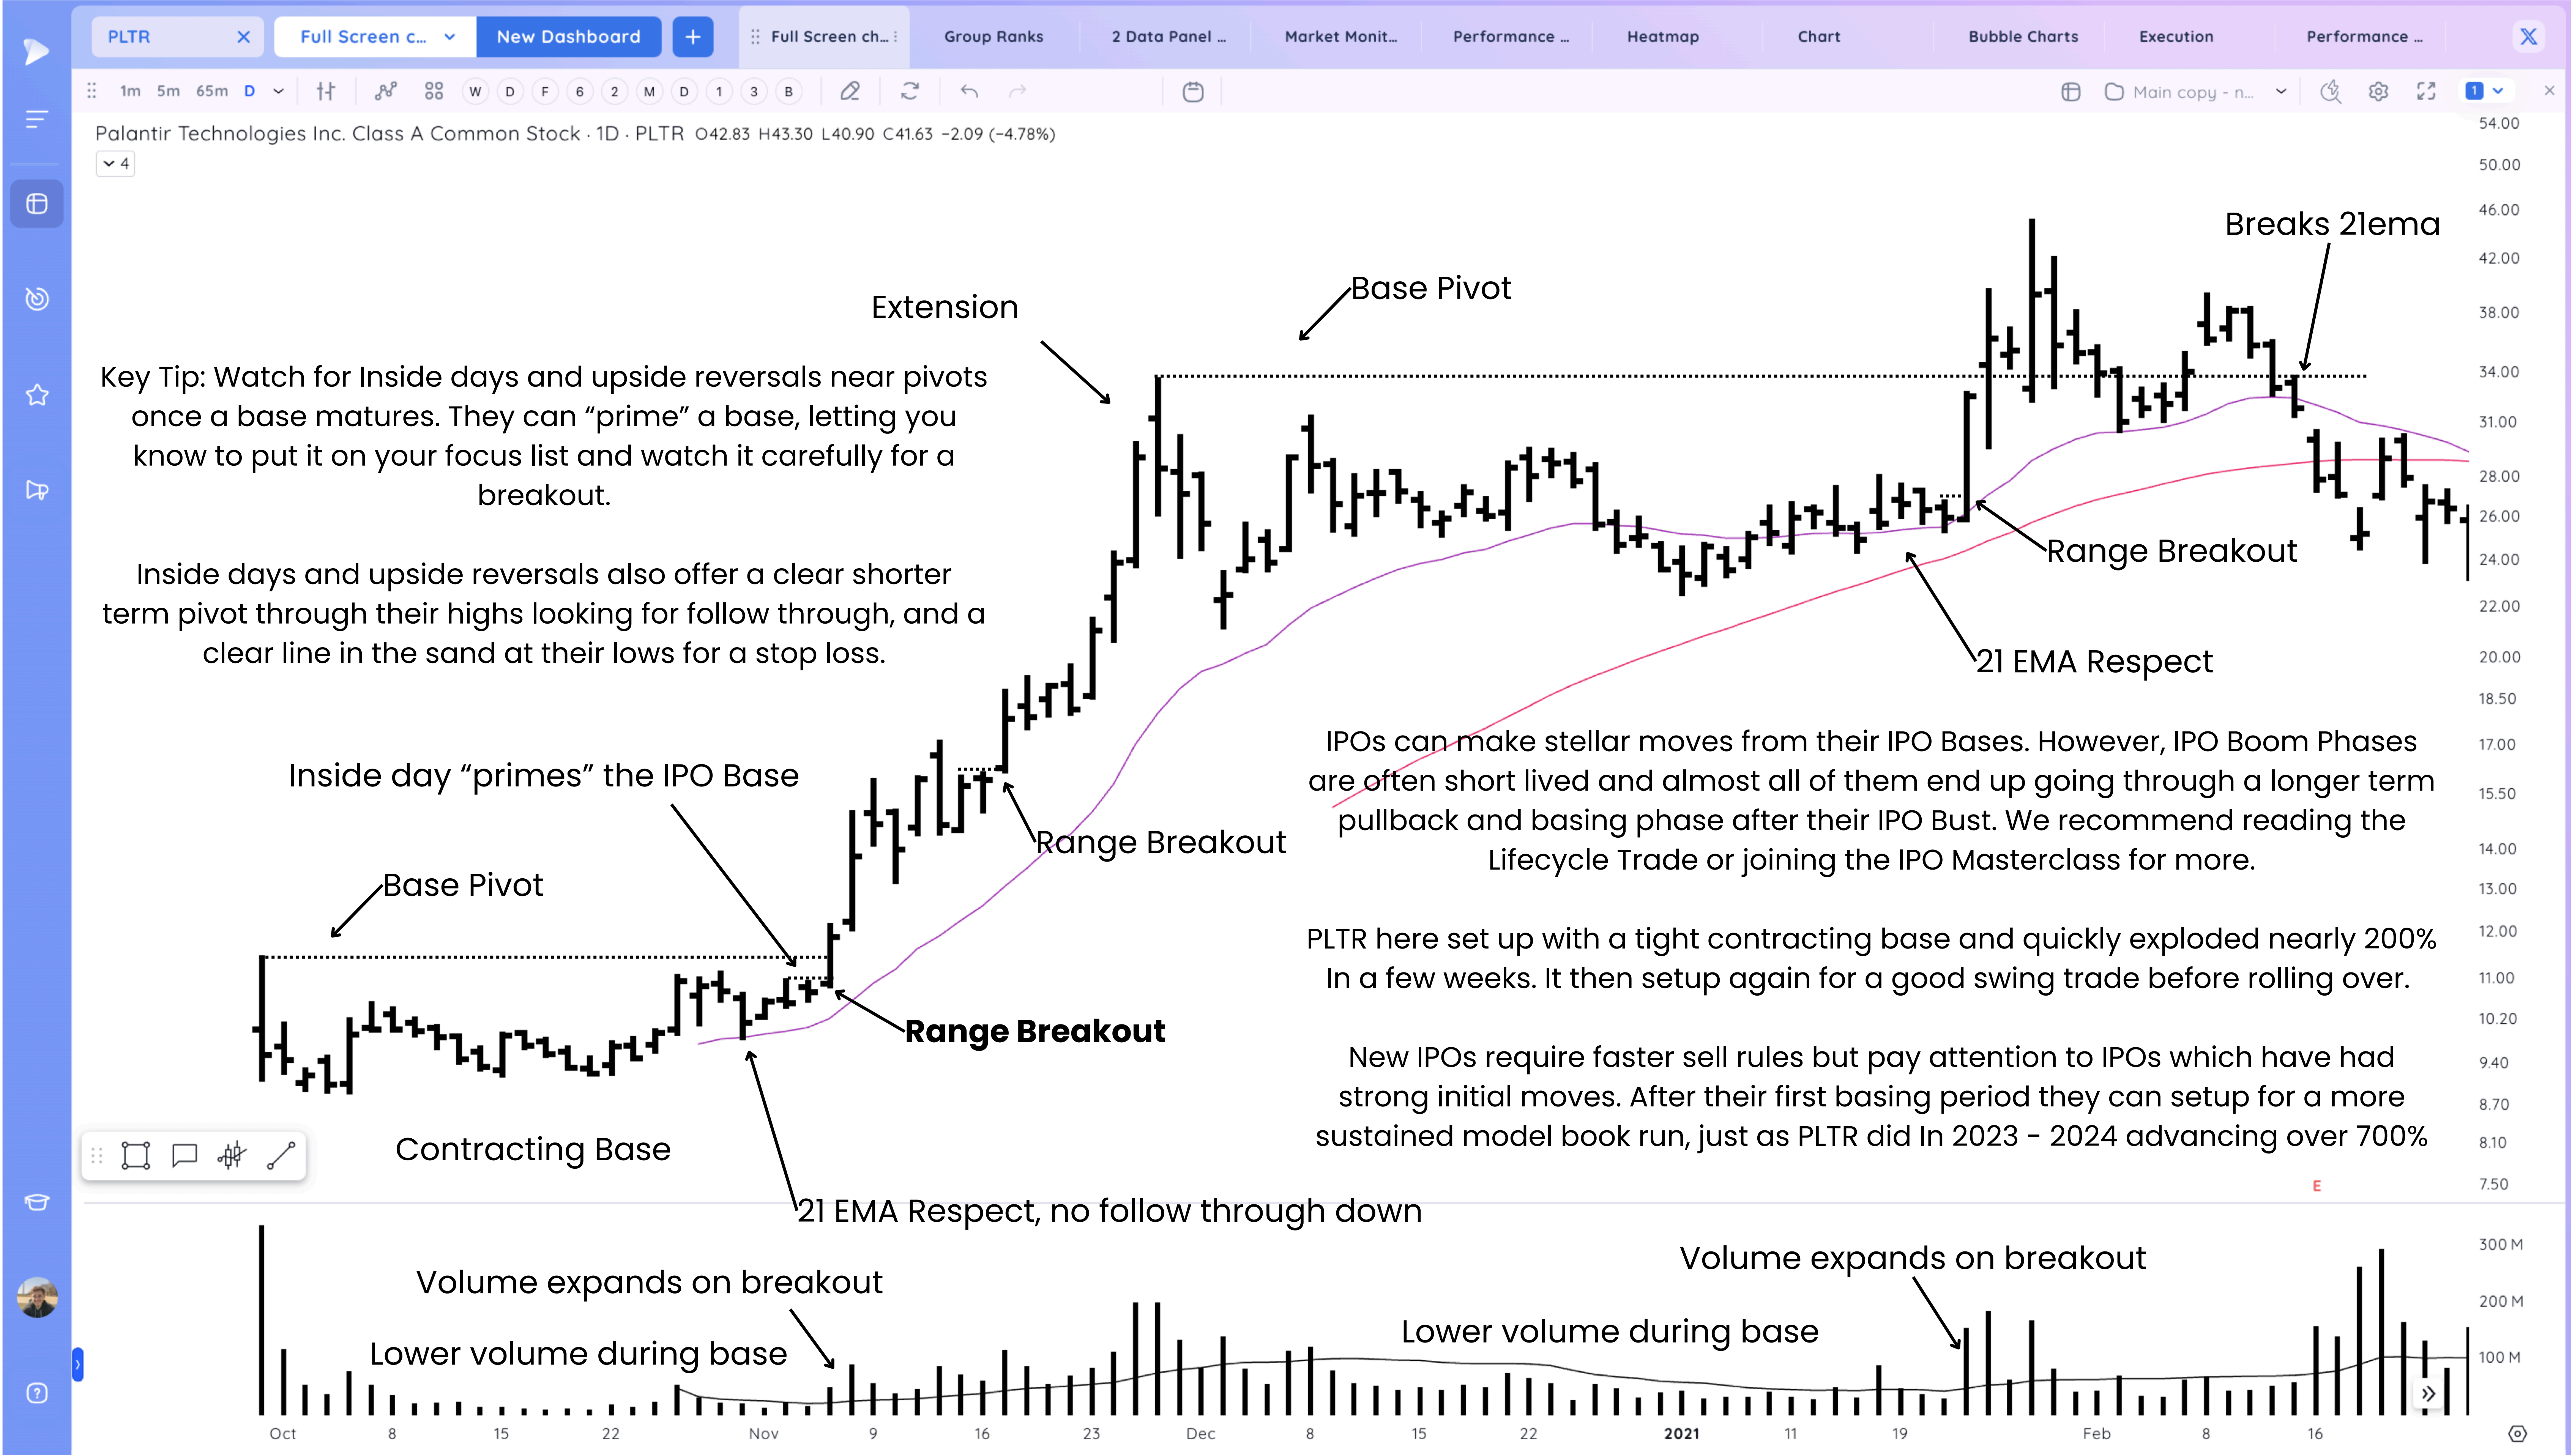 PLTR
Full Screen c...
New Dashboard
Full Screen ch...
Group Ranks
2 Data Panel ...
Market Monit...
Performance ...
Heatmap
Chart
Bubble Charts
Execution
Performance ...
1m 5m 65m D
W D F 6 2 M D 1 3 B
Main copy - n...
1
Palantir Technologies Inc. Class A Common Stock · 1D · PLTR O42.83 H43.30 L40.90 C41.63 −2.09 (−4.78%)
4
Extension
Base Pivot
Breaks 21ema
Key Tip: Watch for Inside days and upside reversals near pivots
once a base matures. They can “prime” a base, letting you
know to put it on your focus list and watch it carefully for a
breakout.
Inside days and upside reversals also offer a clear shorter
term pivot through their highs looking for follow through, and a
clear line in the sand at their lows for a stop loss.
Range Breakout
21 EMA Respect
Inside day “primes” the IPO Base
Range Breakout
Base Pivot
Range Breakout
Contracting Base
21 EMA Respect, no follow through down
IPOs can make stellar moves from their IPO Bases. However, IPO Boom Phases
are often short lived and almost all of them end up going through a longer term
pullback and basing phase after their IPO Bust. We recommend reading the
Lifecycle Trade or joining the IPO Masterclass for more.
PLTR here set up with a tight contracting base and quickly exploded nearly 200%
In a few weeks. It then setup again for a good swing trade before rolling over.
New IPOs require faster sell rules but pay attention to IPOs which have had
strong initial moves. After their first basing period they can setup for a more
sustained model book run, just as PLTR did In 2023 - 2024 advancing over 700%
E
Volume expands on breakout
Lower volume during base
Volume expands on breakout
Lower volume during base
54.00
50.00
46.00
42.00
38.00
34.00
31.00
28.00
26.00
24.00
22.00
20.00
18.50
17.00
15.50
14.00
13.00
12.00
11.00
10.20
9.40
8.70
8.10
7.50
300 M
200 M
100 M
Oct 8 15 22 Nov 9 16 23 Dec 8 15 22 2021 11 19 Feb 8 16